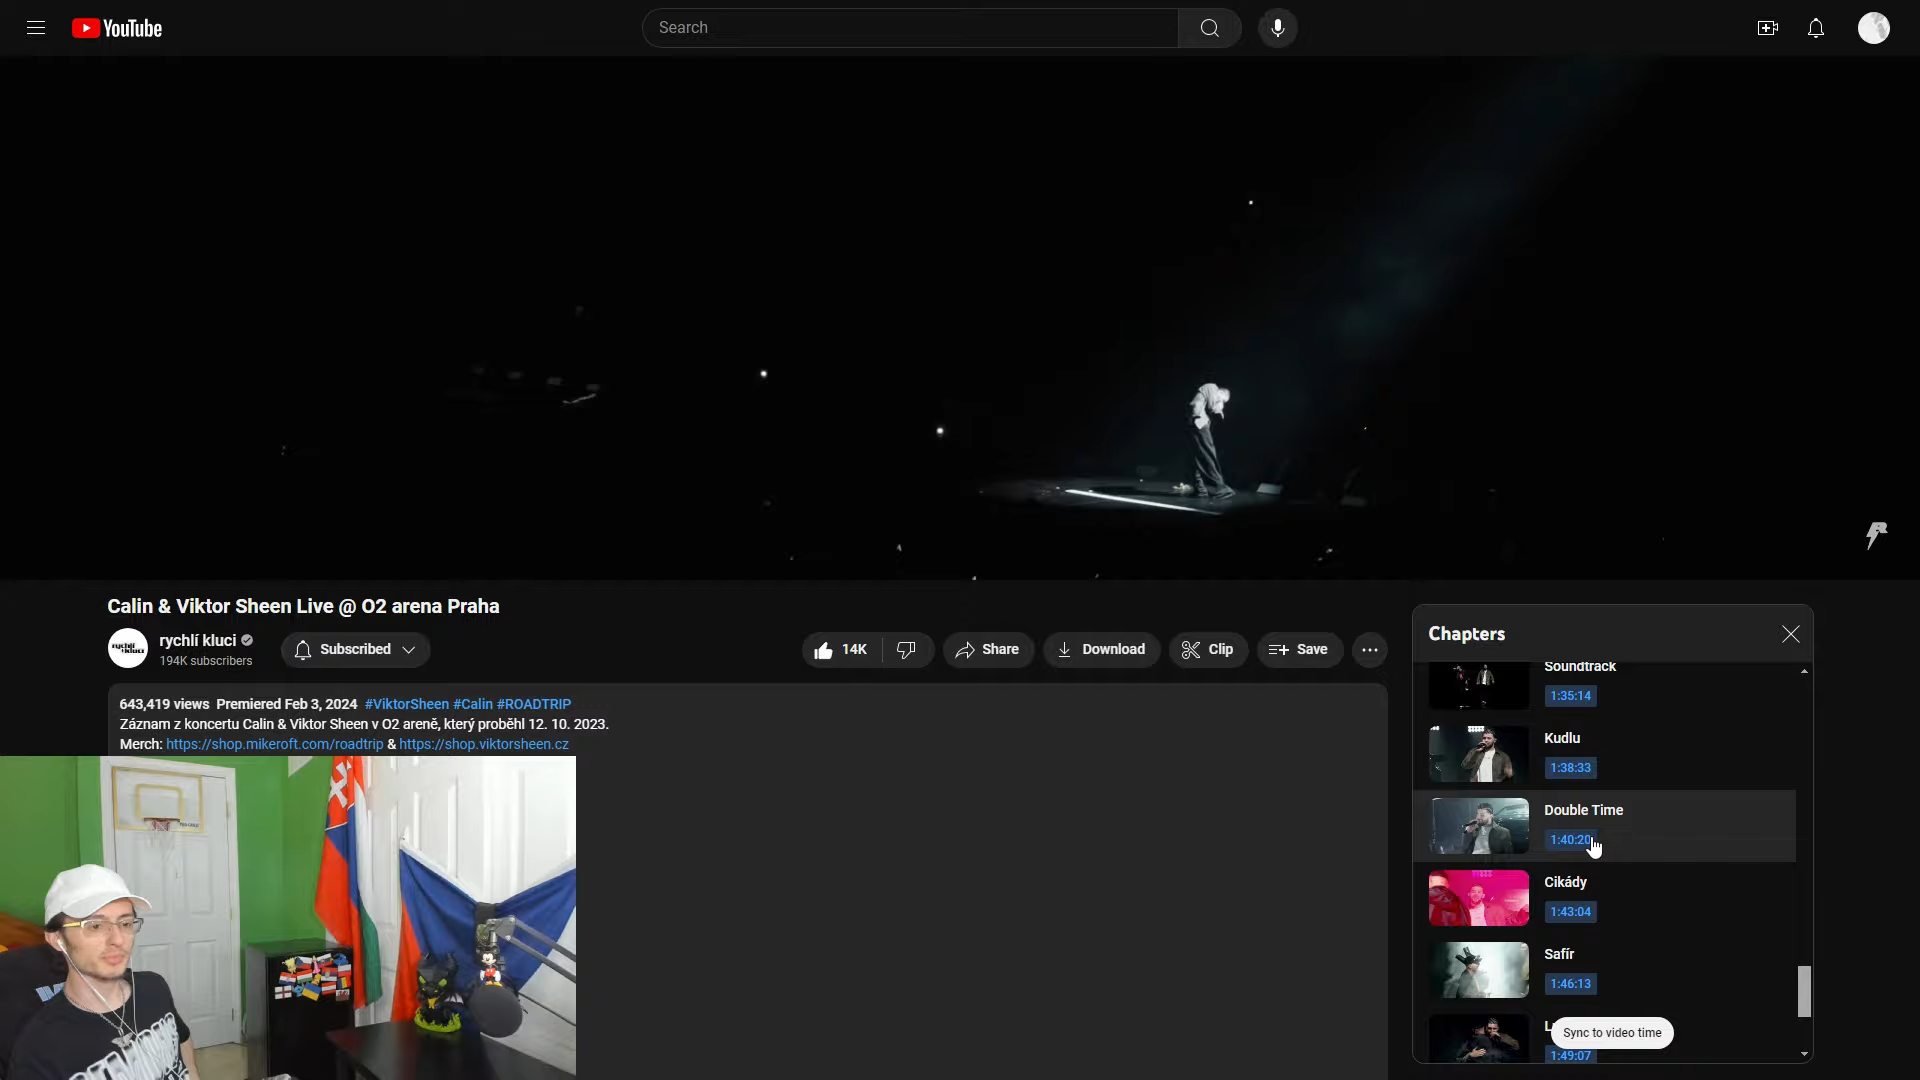 YouTube
Search
Calin & Viktor Sheen Live @ O2 arena Praha
rychlí kluci
194K subscribers
Subscribed
14K
Share
Download
Clip
Save
643,419 views Premiered Feb 3, 2024 #ViktorSheen #Calin #ROADTRIP
Záznam z koncertu Calin & Viktor Sheen v O2 areně, který proběhl 12. 10. 2023.
Merch: https://shop.mikeroft.com/roadtrip & https://shop.viktorsheen.cz
Chapters
Soundtrack
1:35:14
Kudlu
1:38:33
Double Time
1:40:20
Cikády
1:43:04
Safír
1:46:13
Sync to video time
1:49:07